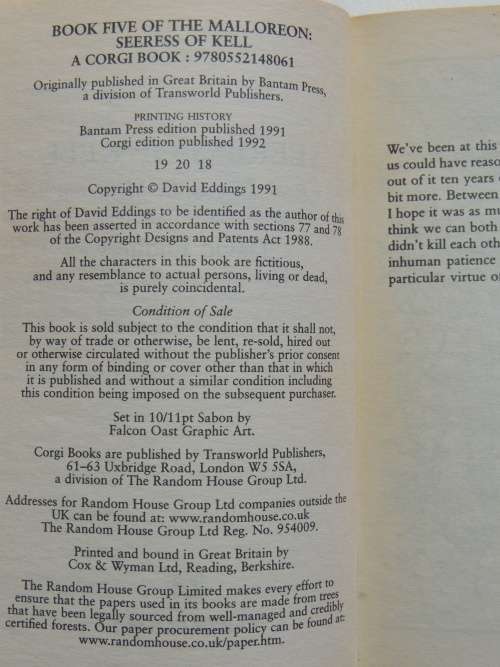 BOOK FIVE OF THE MALLOREON:
SEERESS OF KELL
A CORGI BOOK : 9780552148061
Originally published in Great Britain by Bantam Press,
a division of Transworld Publishers.
PRINTING HISTORY
Bantam Press edition published 1991
Corgi edition published 1992
19 20 18
Copyright © David Eddings 1991
The right of David Eddings to be identified as the author of this
work has been asserted in accordance with sections 77 and 78
of the Copyright Designs and Patents Act 1988.
All the characters in this book are fictitious,
and any resemblance to actual persons, living or dead,
is purely coincidental.
Condition of Sale
This book is sold subject to the condition that it shall not,
by way of trade or otherwise, be lent, re-sold, hired out
or otherwise circulated without the publisher's prior consent
in any form of binding or cover other than that in which
it is published and without a similar condition including
this condition being imposed on the subsequent purchaser.
Set in 10/11pt Sabon by
Falcon Oast Graphic Art.
Corgi Books are published by Transworld Publishers,
61–63 Uxbridge Road, London W5 5SA,
a division of The Random House Group Ltd.
Addresses for Random House Group Ltd companies outside the
UK can be found at: www.randomhouse.co.uk
The Random House Group Ltd Reg. No. 954009.
Printed and bound in Great Britain by
Cox & Wyman Ltd, Reading, Berkshire.
The Random House Group Limited makes every effort to
ensure that the papers used in its books are made from trees
that have been legally sourced from well-managed and credibly
certified forests. Our paper procurement policy can be found at:
www.randomhouse.co.uk/paper.htm.
We've been at this
us could have reaso
out of it ten years
bit more. Between
I hope it was as mu
think we can both
didn't kill each oth
inhuman patience
particular virtue o